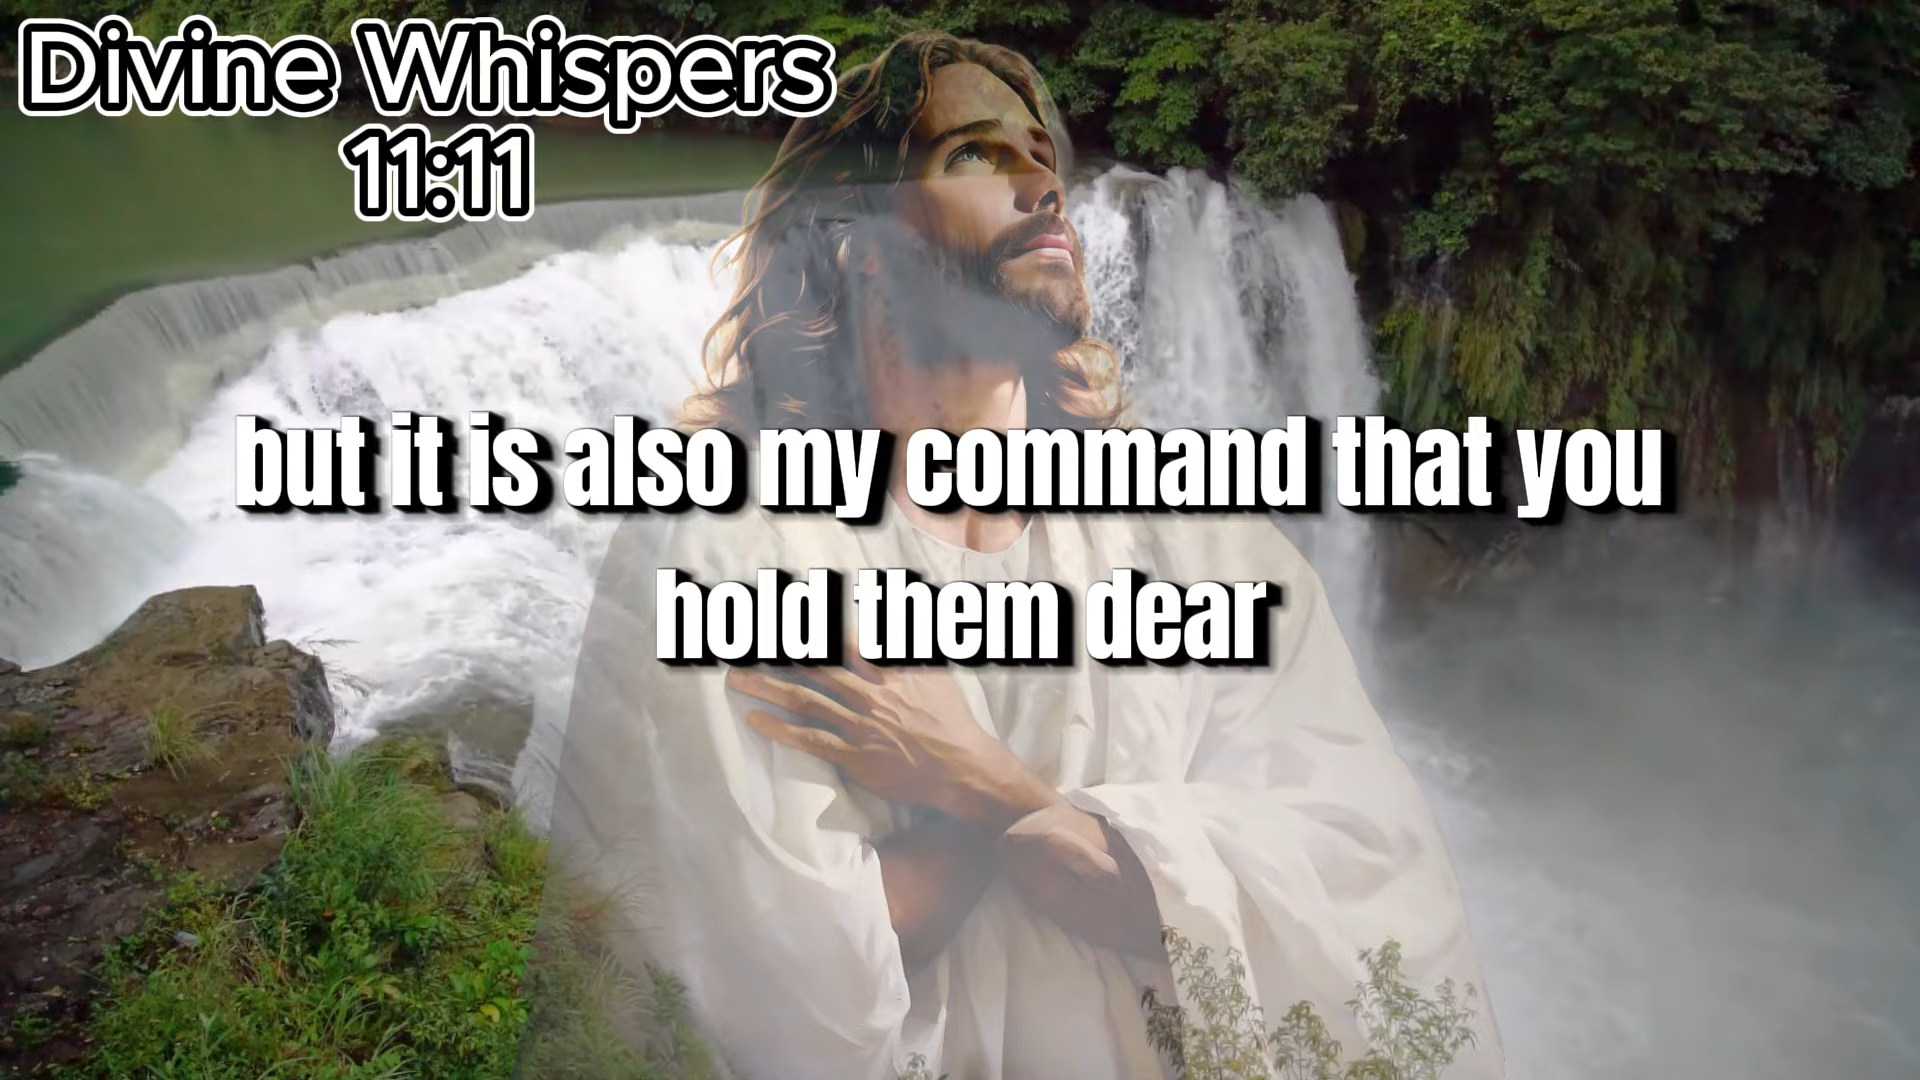 Divine Whispers
11:11
but it is also my command that you
hold them dear